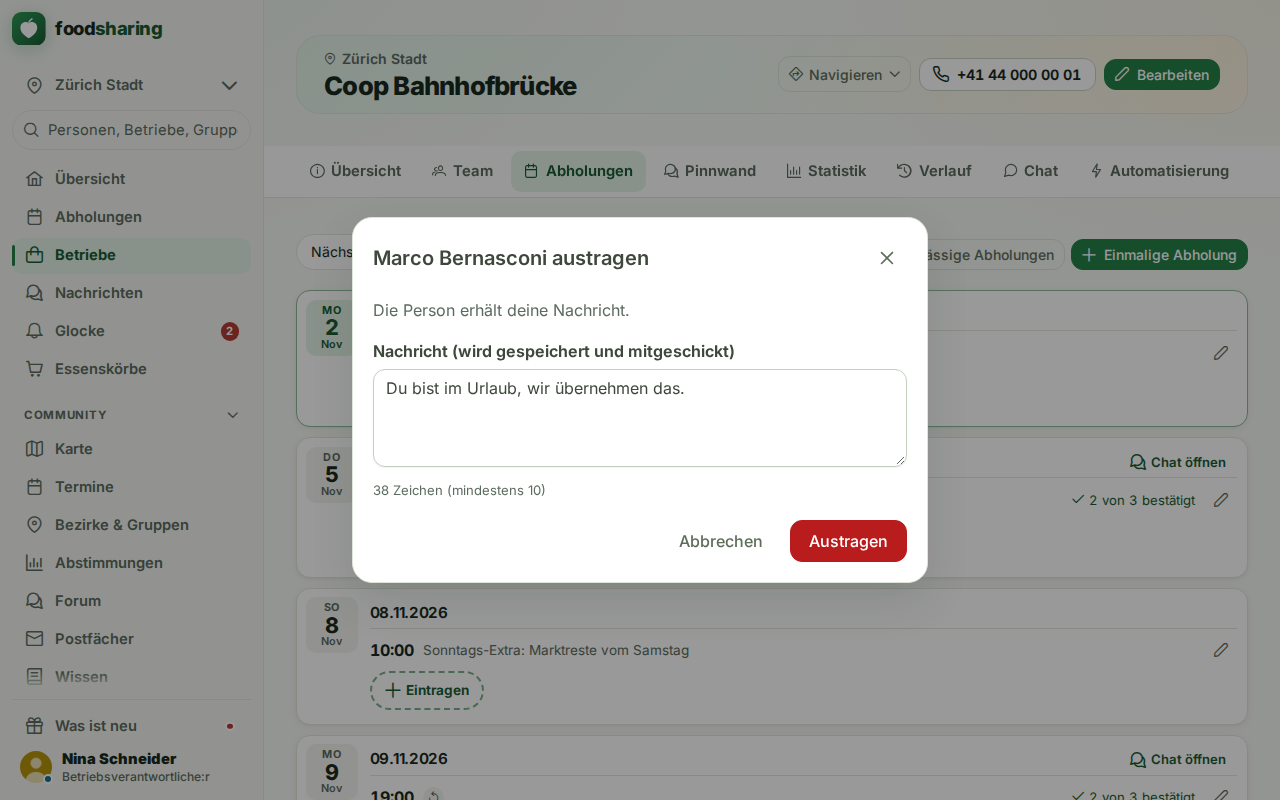 foodsharing
Zürich Stadt
Personen, Betriebe, Grupp
Übersicht
Abholungen
Betriebe
Nachrichten
Glocke 2
Essenskörbe
COMMUNITY
Karte
Termine
Bezirke & Gruppen
Abstimmungen
Forum
Postfächer
Wissen
Was ist neu
Nina Schneider
Betriebsverantwortliche:r
Zürich Stadt
Coop Bahnhofbrücke
Navigieren
+41 44 000 00 01
Bearbeiten
Übersicht Team Abholungen Pinnwand Statistik Verlauf Chat Automatisierung
Einmalige Abholung
Marco Bernasconi austragen
Die Person erhält deine Nachricht.
Nachricht (wird gespeichert und mitgeschickt)
Du bist im Urlaub, wir übernehmen das.
38 Zeichen (mindestens 10)
Abbrechen
Austragen
MO
2
Nov
DO
5
Nov
Chat öffnen
2 von 3 bestätigt
SO
8
Nov
08.11.2026
10:00 Sonntags-Extra: Marktreste vom Samstag
Eintragen
MO
9
Nov
09.11.2026
Chat öffnen
19:00
2 von 3 bestätigt